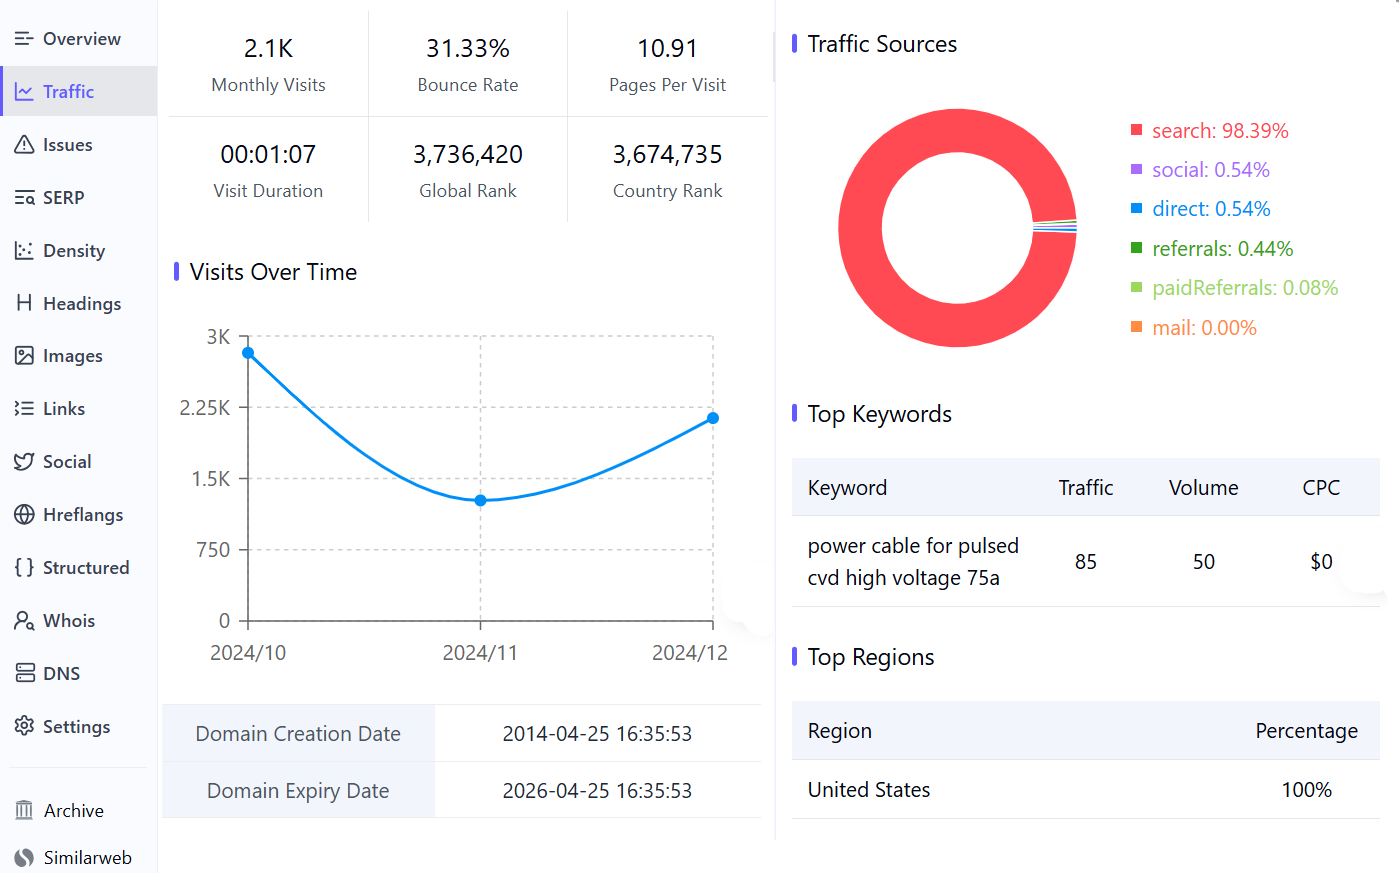 Overview
Traffic
Issues
SERP
Density
Headings
Images
Links
Social
Hreflangs
Structured
Whois
DNS
Settings
Archive
Similarweb
2.1K
Monthly Visits
31.33%
Bounce Rate
10.91
Pages Per Visit
00:01:07
Visit Duration
3,736,420
Global Rank
3,674,735
Country Rank
Visits Over Time
3K
2.25K
1.5K
750
0
2024/10
2024/11
2024/12
Domain Creation Date
2014-04-25 16:35:53
Domain Expiry Date
2026-04-25 16:35:53
Traffic Sources
search: 98.39%
social: 0.54%
direct: 0.54%
referrals: 0.44%
paidReferrals: 0.08%
mail: 0.00%
Top Keywords
Keyword Traffic Volume CPC
power cable for pulsed
cvd high voltage 75a
85 50 $0
Top Regions
Region Percentage
United States 100%